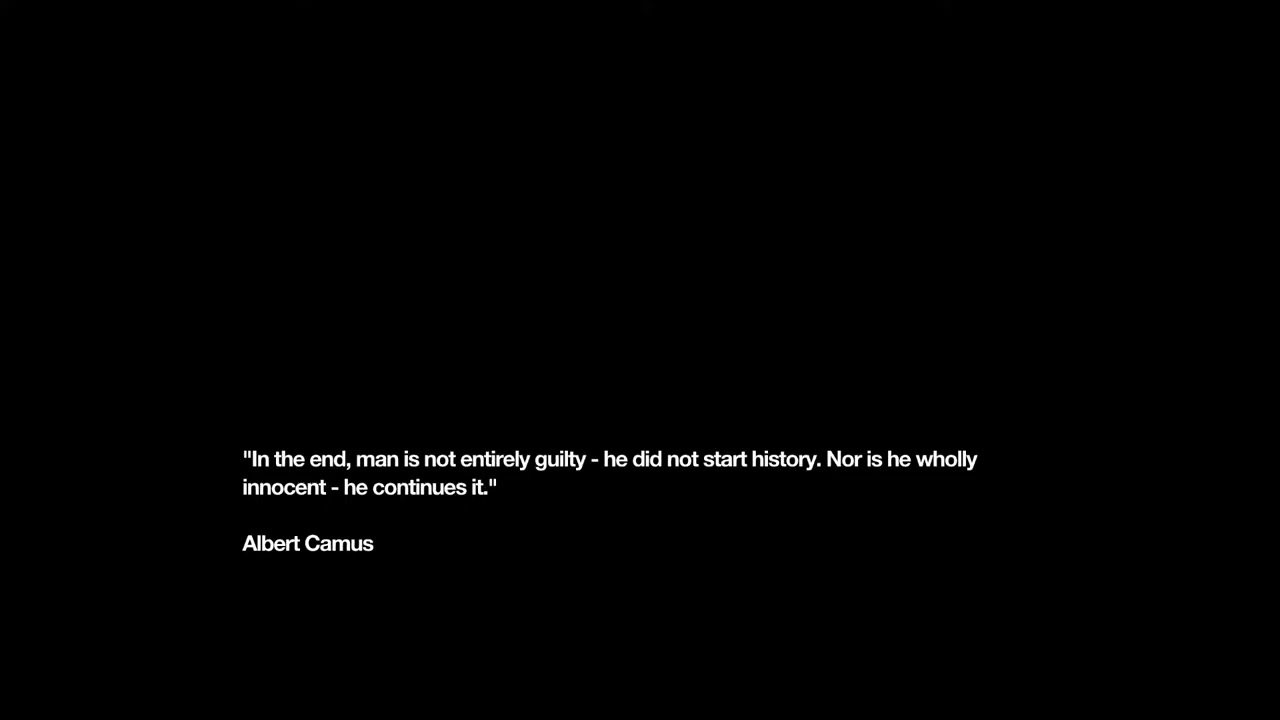 "In the end, man is not entirely guilty - he did not start history. Nor is he wholly
innocent - he continues it."
Albert Camus